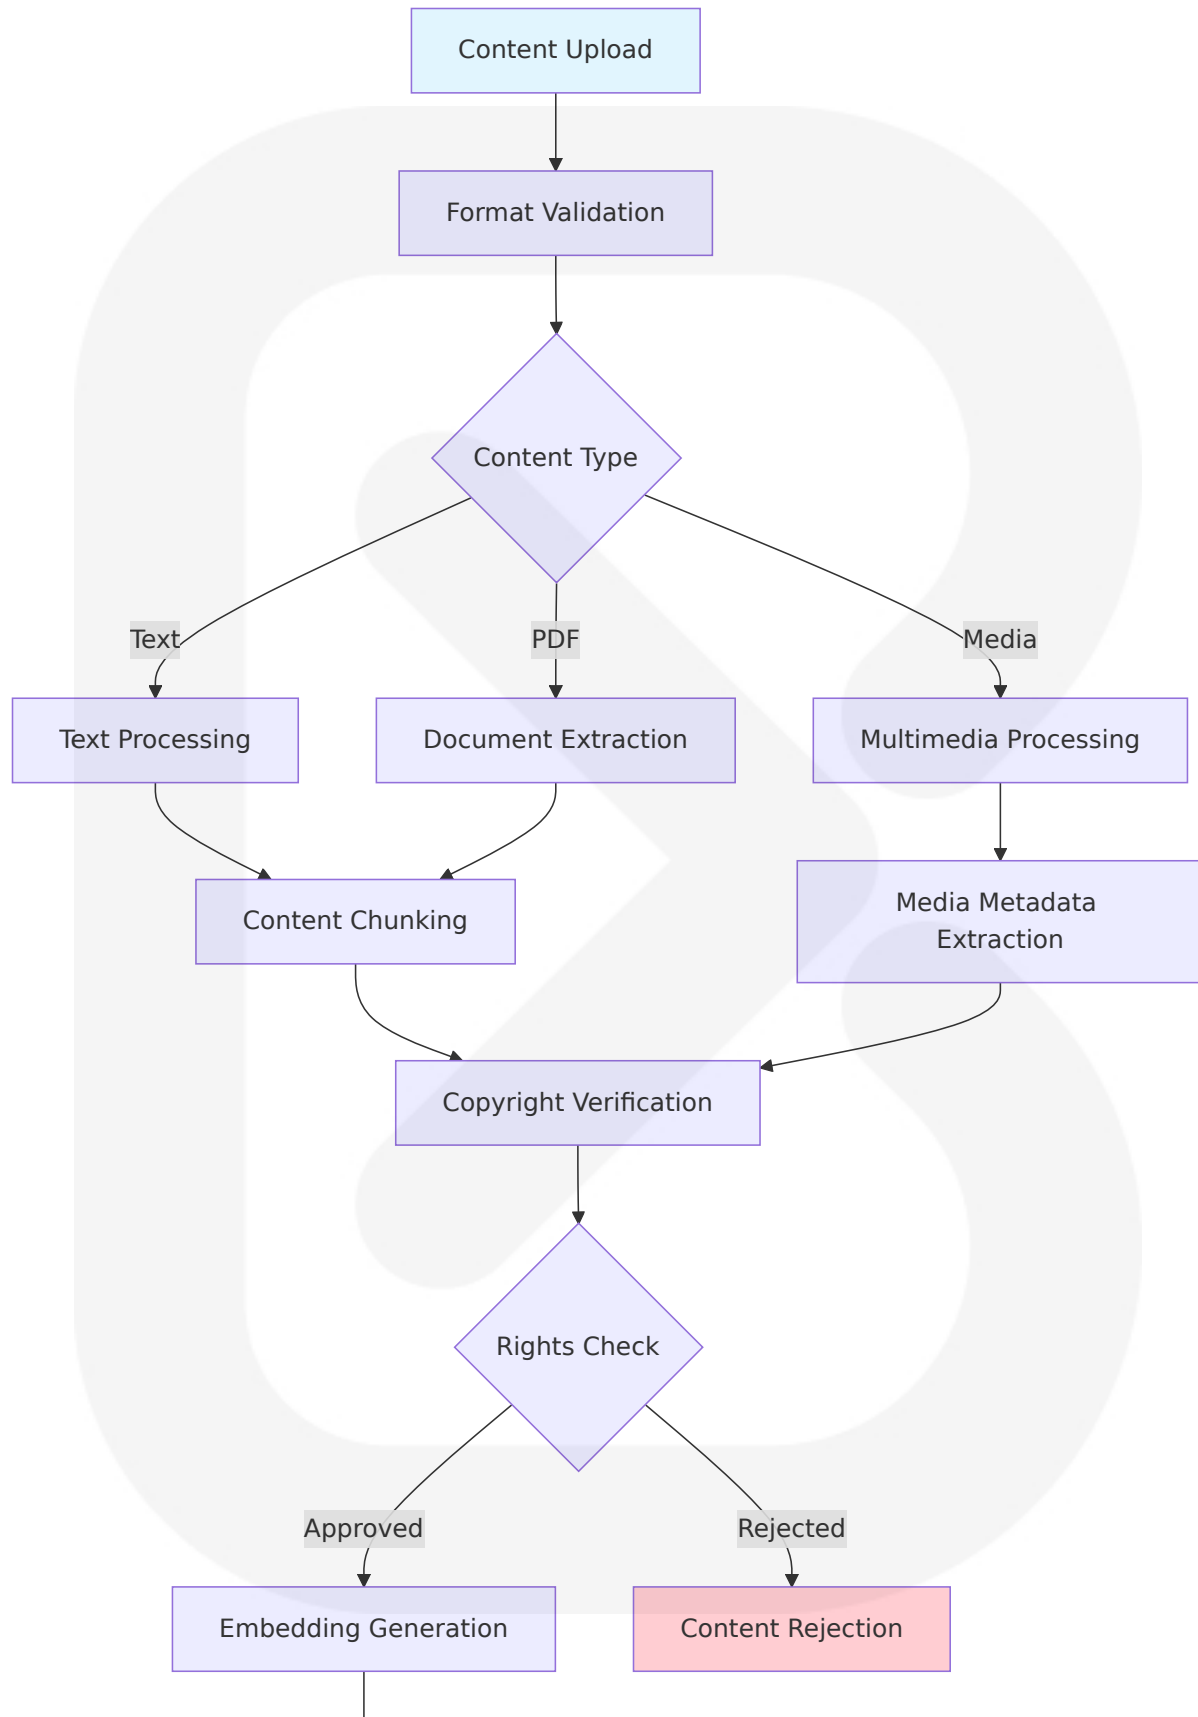 Content Upload
Format Validation
Content Type
Text
PDF
Media
Text Processing
Document Extraction
Multimedia Processing
Content Chunking
Media Metadata
Extraction
Copyright Verification
Rights Check
Approved
Rejected
Embedding Generation
Content Rejection